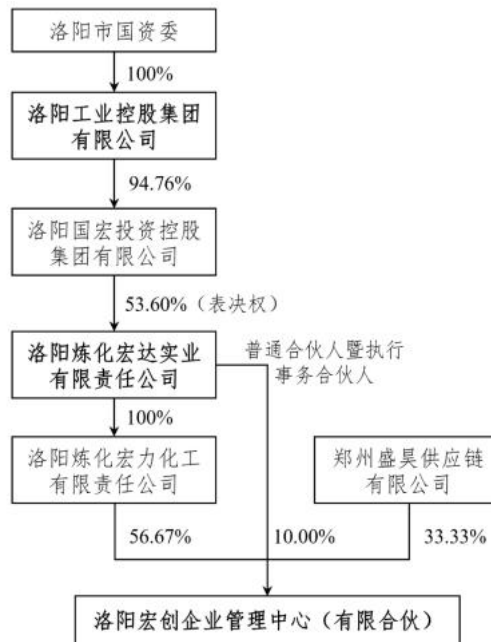 洛阳市国资委
100%
洛阳工业控股集团
有限公司
94.76%
洛阳国宏投资控股
集团有限公司
53.60%（表决权）
洛阳炼化宏达实业
有限责任公司
普通合伙人暨执行
事务合伙人
100%
洛阳炼化宏力化工
有限责任公司
郑州盛昊供应链
有限公司
56.67%
10.00%
33.33%
洛阳宏创企业管理中心（有限合伙）